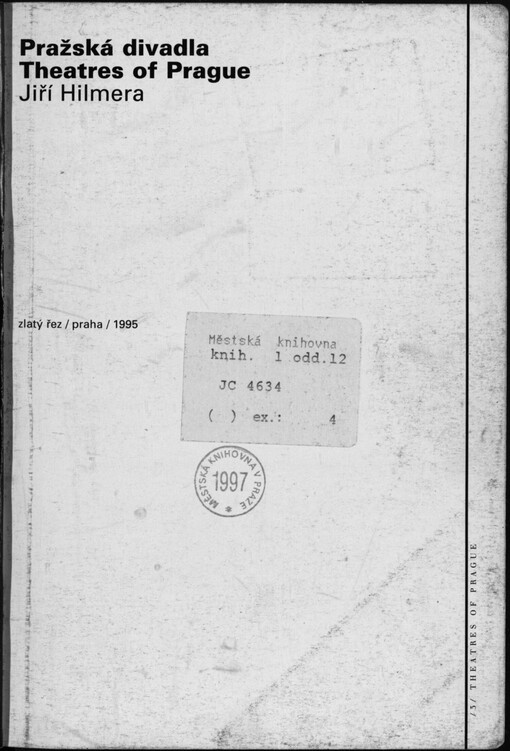 Pražská divadla
Theatres of Prague
Jiří Hilmera
zlatý řez / praha / 1995
Městská knihovna
knih. 1 odd.12
JC 4634
( ) ex.: 4
MĚSTSKÁ KNIHOVNA V PRAZE
1997
/3/ THEATRES OF PRAGUE